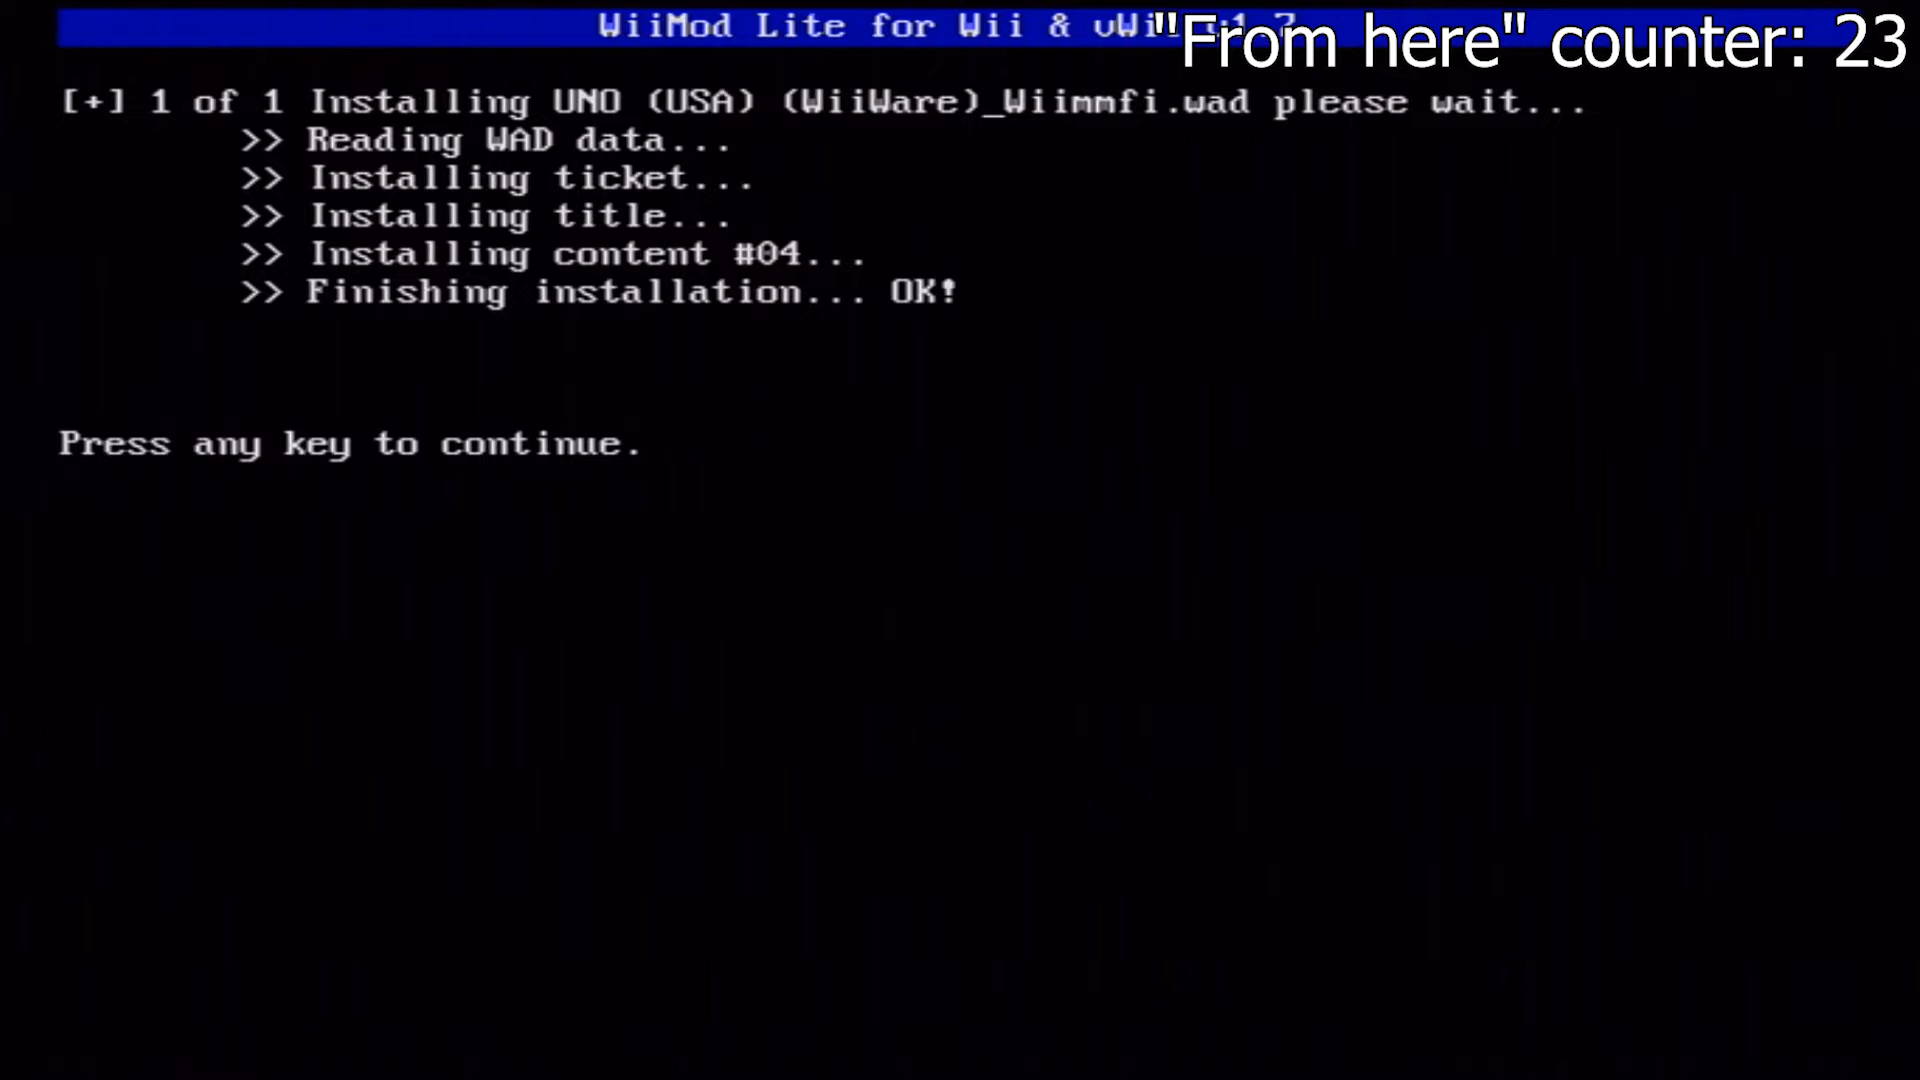 WiiMod Lite for Wii & vWi
"From here" counter: 23
[+] 1 of 1 Installing UNO (USA) (WiiWare)_Wiimmfi.wad please wait...
>> Reading WAD data...
>> Installing ticket...
>> Installing title...
>> Installing content #04...
>> Finishing installation... OK!
Press any key to continue.